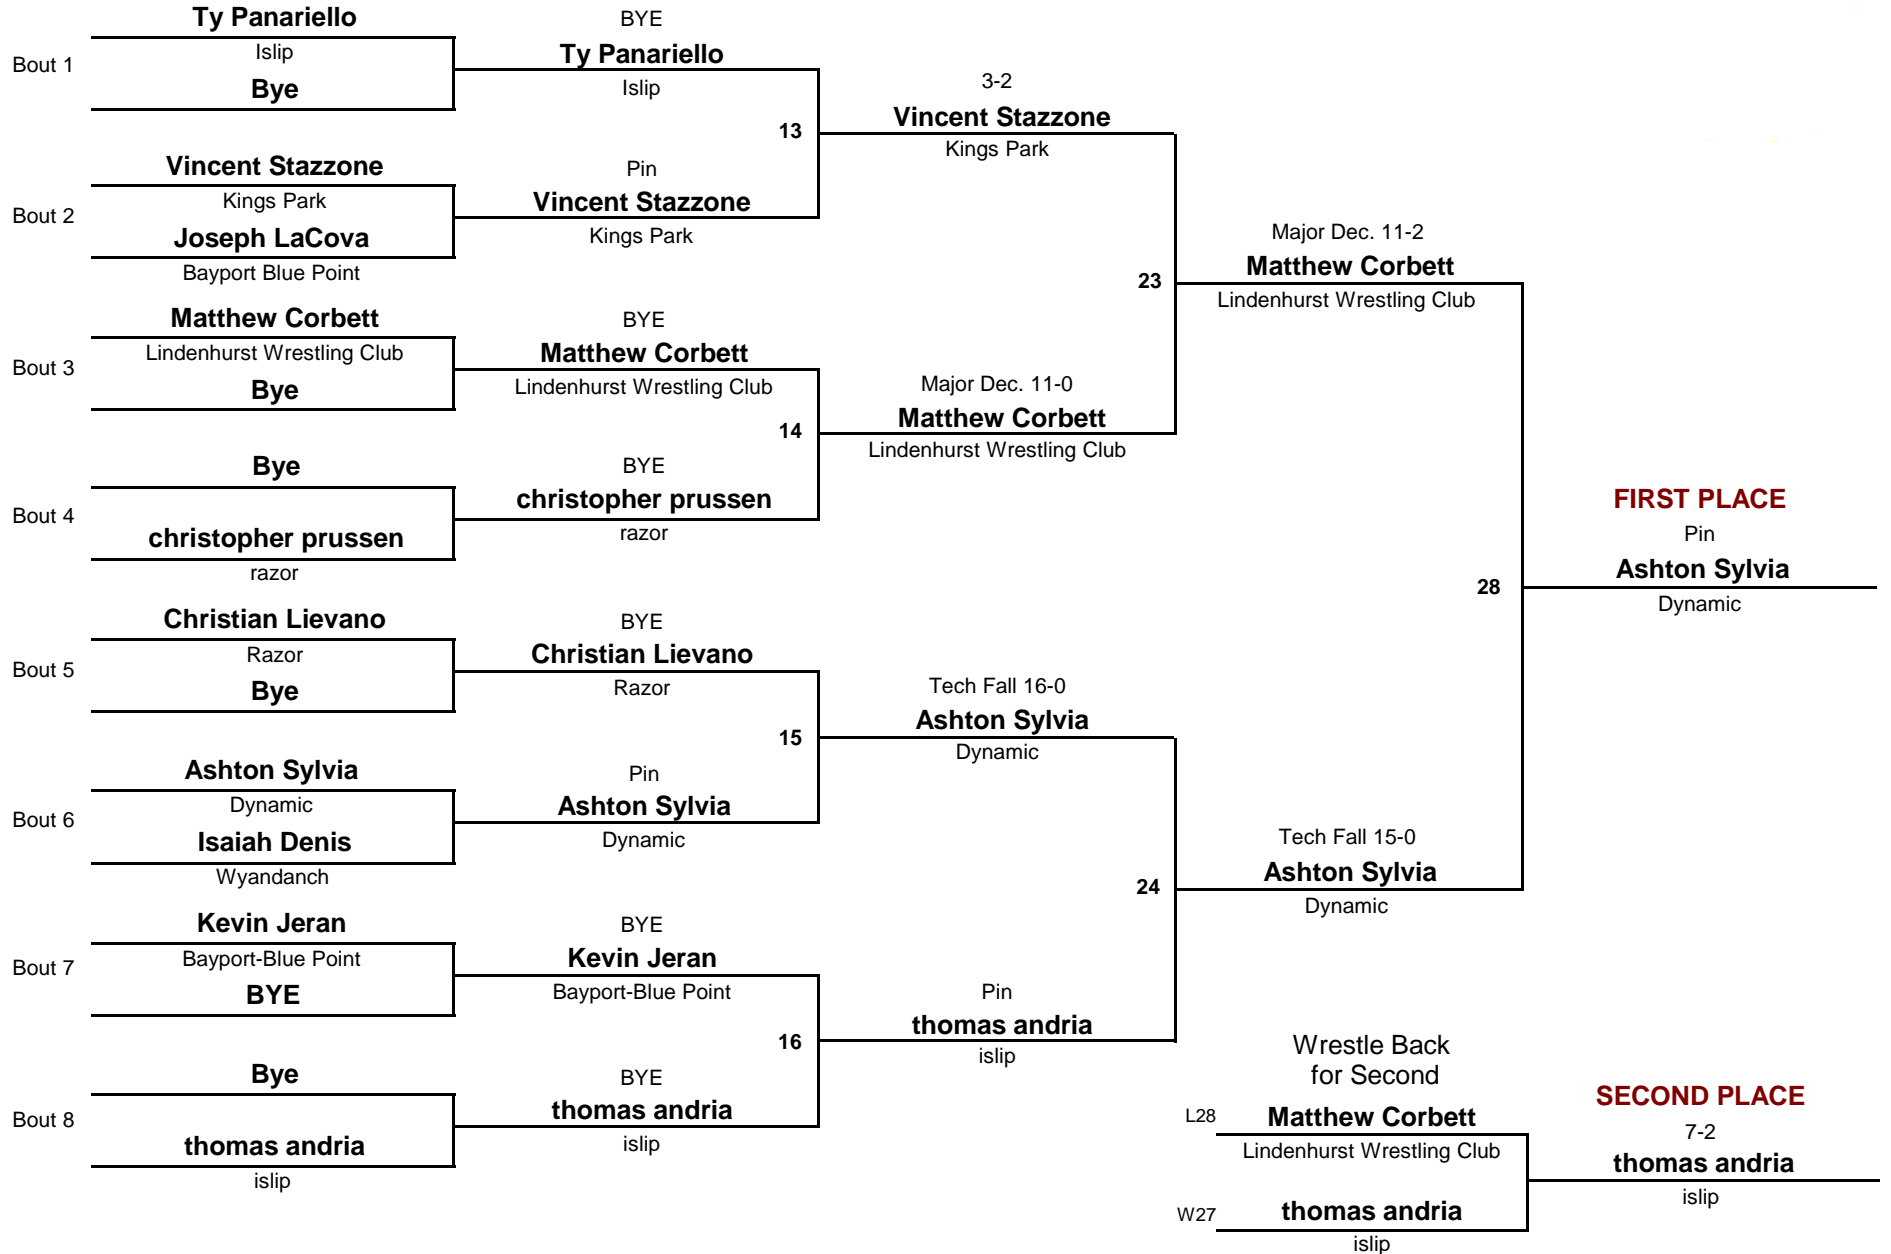 Ty Panariello
Bout 1
Islip
Bye
BYE
Ty Panariello
Islip
Vincent Stazzone
Bout 2
Kings Park
Joseph LaCova
Bayport Blue Point
Pin
Vincent Stazzone
Kings Park
13
3-2
Vincent Stazzone
Kings Park
Matthew Corbett
Bout 3
Lindenhurst Wrestling Club
Bye
BYE
Matthew Corbett
Lindenhurst Wrestling Club
Bye
Bout 4
christopher prussen
razor
BYE
christopher prussen
razor
14
Major Dec. 11-0
Matthew Corbett
Lindenhurst Wrestling Club
23
Major Dec. 11-2
Matthew Corbett
Lindenhurst Wrestling Club
Christian Lievano
Bout 5
Razor
Bye
BYE
Christian Lievano
Razor
Ashton Sylvia
Bout 6
Dynamic
Isaiah Denis
Wyandanch
Pin
Ashton Sylvia
Dynamic
15
Tech Fall 16-0
Ashton Sylvia
Dynamic
Kevin Jeran
Bout 7
Bayport-Blue Point
BYE
BYE
Kevin Jeran
Bayport-Blue Point
Bye
Bout 8
thomas andria
islip
BYE
thomas andria
islip
16
Pin
thomas andria
islip
24
Tech Fall 15-0
Ashton Sylvia
Dynamic
28
FIRST PLACE
Pin
Ashton Sylvia
Dynamic
Wrestle Back
for Second
L28
Matthew Corbett
Lindenhurst Wrestling Club
W27
thomas andria
islip
SECOND PLACE
7-2
thomas andria
islip